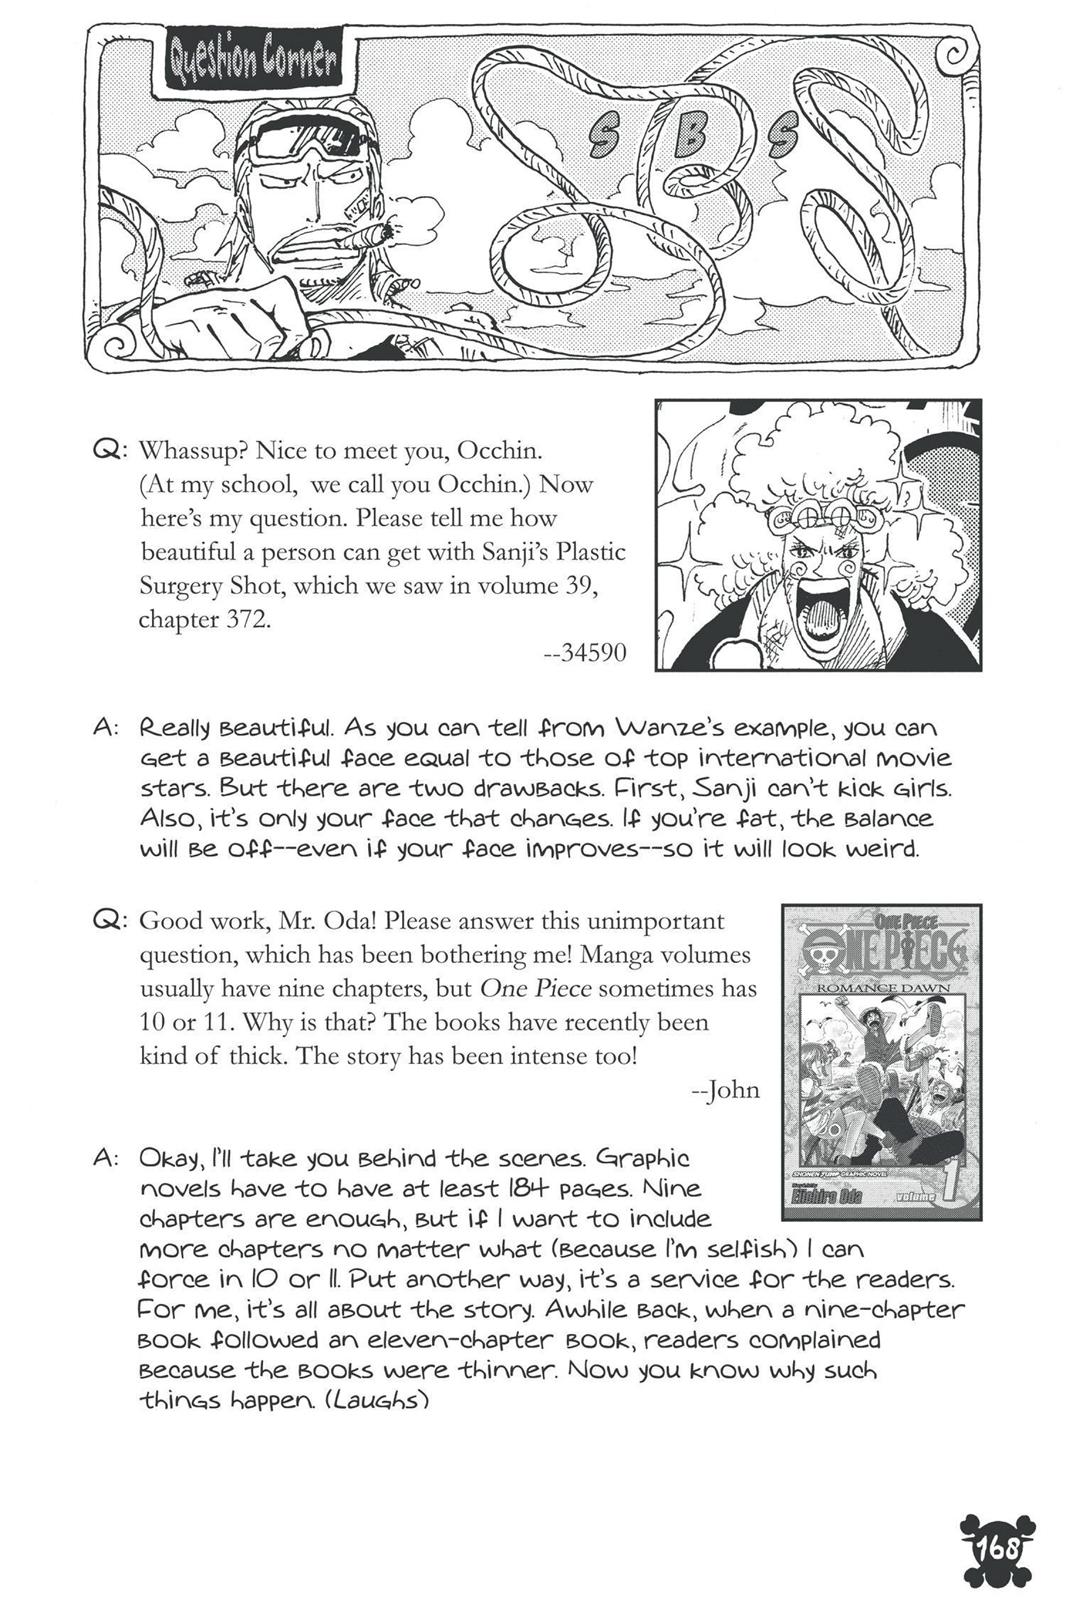 Question Corner
S B S
Q: Whassup? Nice to meet you, Occhin.
(At my school, we call you Occhin.) Now
here's my question. Please tell me how
beautiful a person can get with Sanji's Plastic
Surgery Shot, which we saw in volume 39,
chapter 372.
--34590
A: Really beautiful. As you can tell from Wanze's example, you can
get a beautiful face equal to those of top international movie
stars. But there are two drawbacks. First, Sanji can't kick girls.
Also, it's only your face that changes. If you're fat, the balance
will be off--even if your face improves--so it will look weird.
Q: Good work, Mr. Oda! Please answer this unimportant
question, which has been bothering me! Manga volumes
usually have nine chapters, but One Piece sometimes has
10 or 11. Why is that? The books have recently been
kind of thick. The story has been intense too!
--John
ONE PIECE
ONE PIECE
ROMANCE DAWN
SHONEN JUMP GRAPHIC NOVEL
Eiichiro Oda
volume 1
A: Okay, I'll take you behind the scenes. Graphic
novels have to have at least 184 pages. Nine
chapters are enough, but if I want to include
more chapters no matter what (because I'm selfish) I can
force in 10 or 11. Put another way, it's a service for the readers.
For me, it's all about the story. Awhile back, when a nine-chapter
book followed an eleven-chapter book, readers complained
because the books were thinner. Now you know why such
things happen. (Laughs)
168